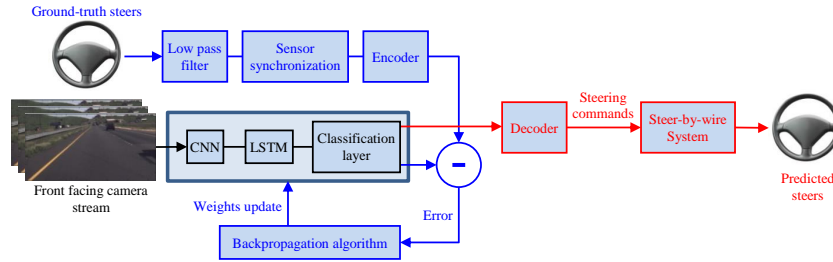 Ground-truth steers
Low pass
filter
Sensor
synchronization
Encoder
Front facing camera
stream
CNN
LSTM
Classification
layer
Decoder
Steering
commands
Steer-by-wire
System
Predicted
steers
Weights update
Error
Backpropagation algorithm